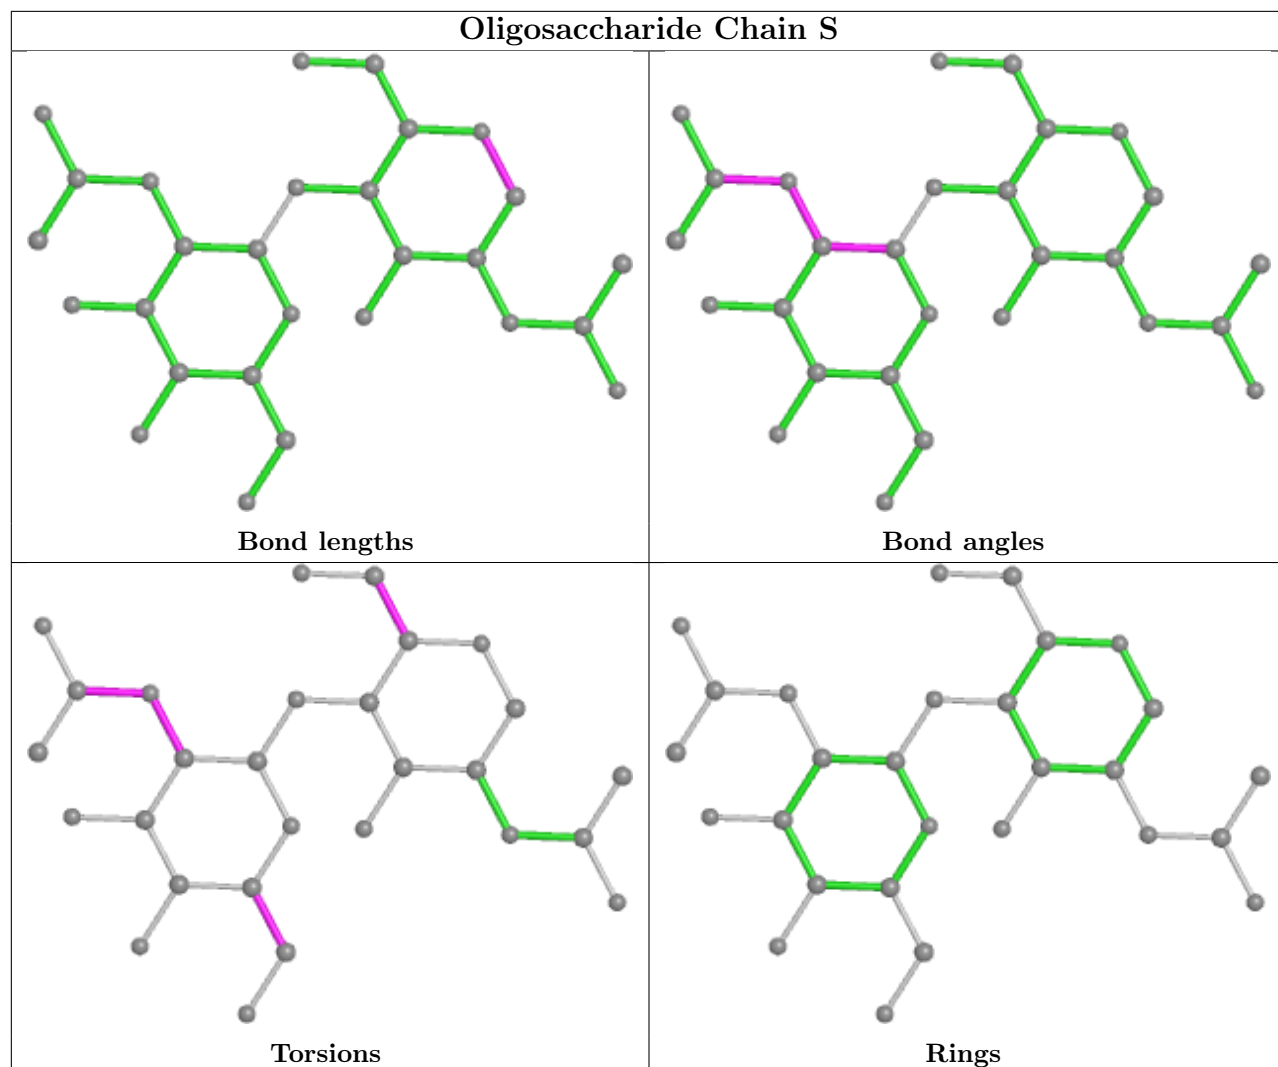 Oligosaccharide Chain S
Bond lengths
Bond angles
Torsions
Rings